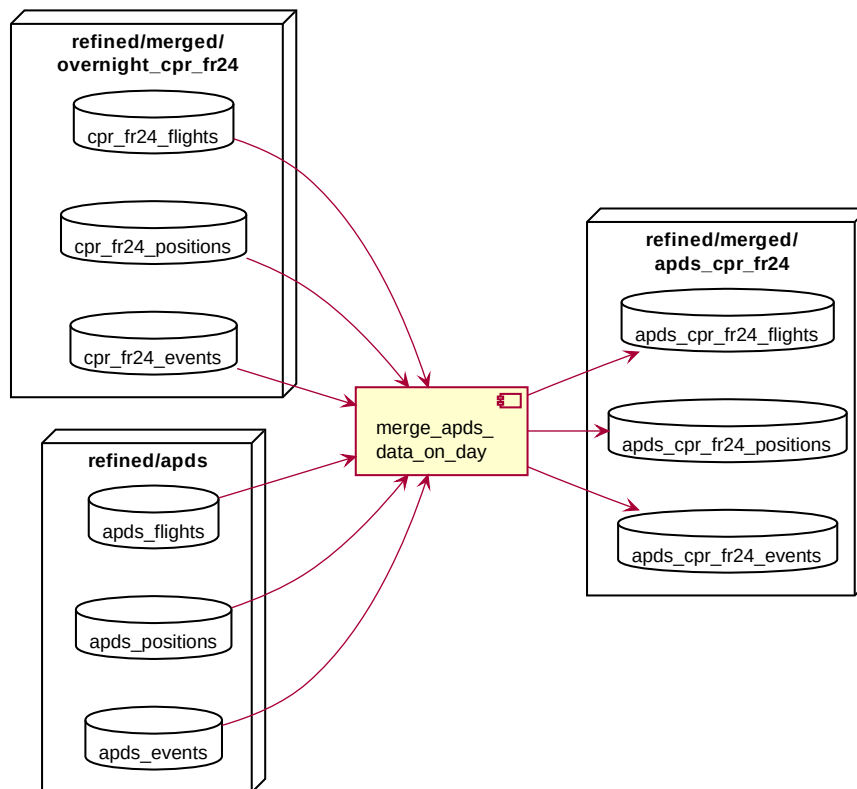 refined/merged/
overnight_cpr_fr24
cpr_fr24_flights
cpr_fr24_positions
cpr_fr24_events
refined/apds
apds_flights
apds_positions
apds_events
merge_apds_
data_on_day
refined/merged/
apds_cpr_fr24
apds_cpr_fr24_flights
apds_cpr_fr24_positions
apds_cpr_fr24_events